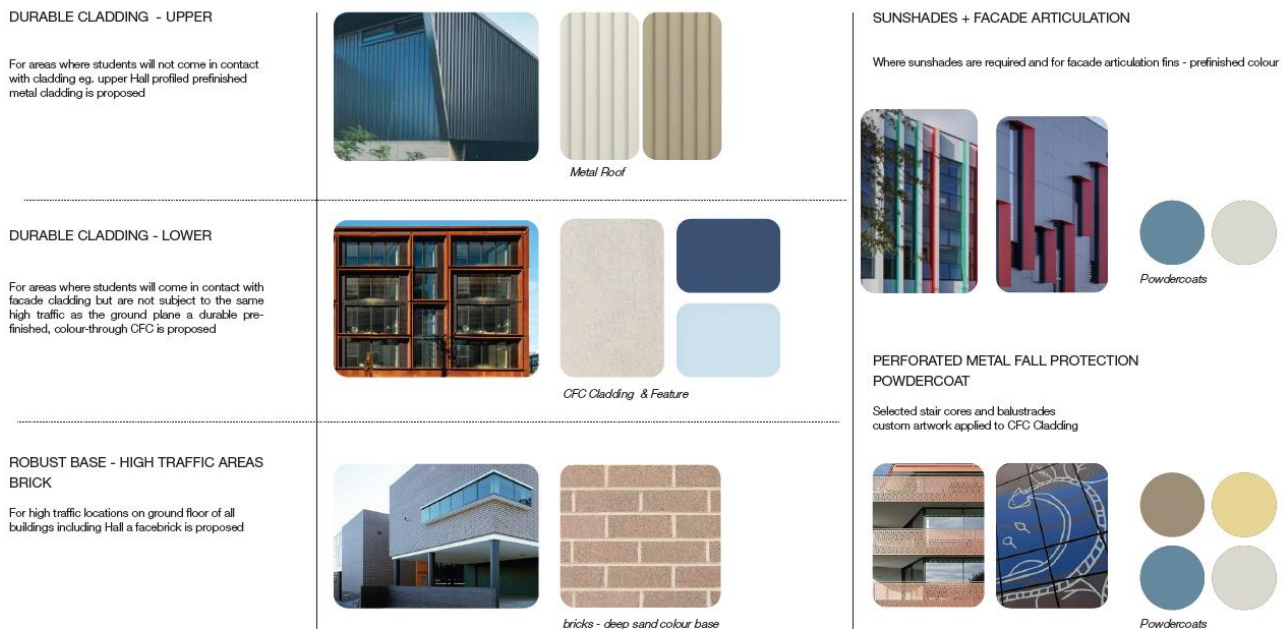 DURABLE CLADDING - UPPER
For areas where students will not come in contact
with cladding eg. upper Hall profiled prefinished
metal cladding is proposed
Metal Roof
DURABLE CLADDING - LOWER
For areas where students will come in contact with
facade cladding but are not subject to the same
high traffic as the ground plane a durable pre-
finished, colour-through CFC is proposed
CFC Cladding & Feature
ROBUST BASE - HIGH TRAFFIC AREAS
BRICK
For high traffic locations on ground floor of all
buildings including Hall a facebrick is proposed
bricks - deep sand colour base
SUNSHADES + FACADE ARTICULATION
Where sunshades are required and for facade articulation fins - prefinished colour
Powdercoats
PERFORATED METAL FALL PROTECTION
POWDERCOAT
Selected stair cores and balustrades
custom artwork applied to CFC Cladding
Powdercoats